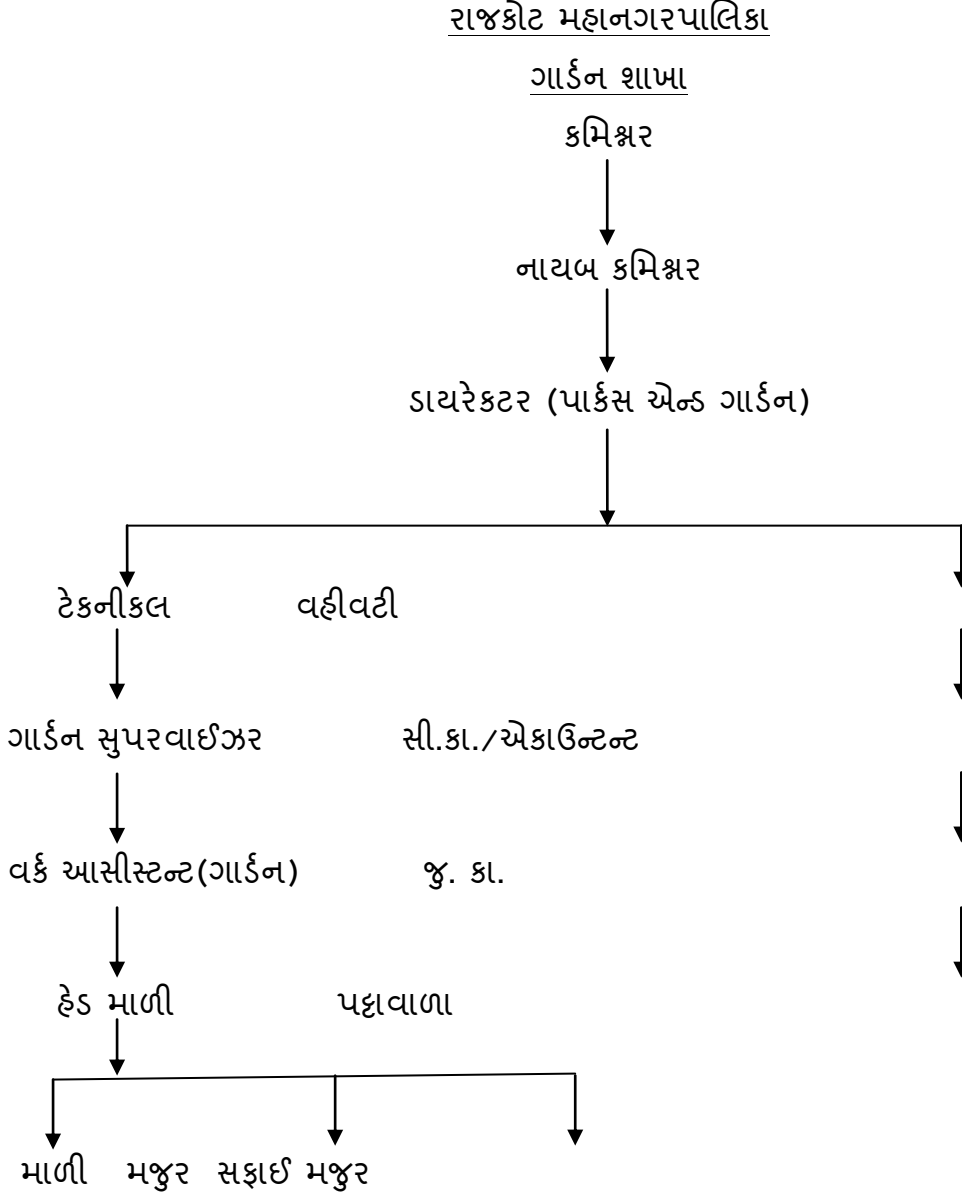 રાજકોટ મહાનગરપાલિકા
ગાર્ડન શાખા
કમિશ્નર
નાયબ કમિશ્નર
ડાયરેકટર (પાર્કસ એન્ડ ગાર્ડન)
ટેકનીકલ વહીવટી
ગાર્ડન સુપરવાઈઝર સી.કા./એકાઉન્ટન્ટ
વર્ક આસીસ્ટન્ટ(ગાર્ડન) જુ. કા.
હેડ માળી પટ્ટાવાળા
માળી મજુર સફાઈ મજુર